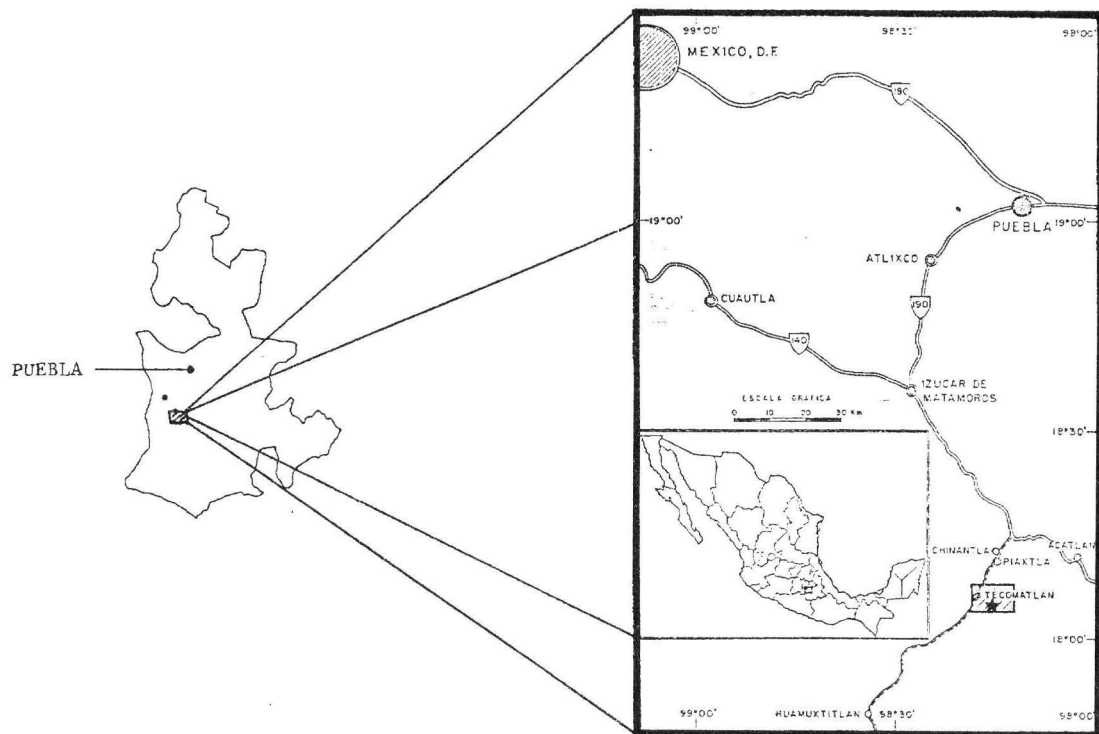 PUEBLA
99°00'
98°30'
98°00'
MEXICO, D.F.
190
19°00'
PUEBLA
19°00'
ATLIXCO
CUAUTLA
190
140
IZUCAR DE
MATAMOROS
ESCALA GRAFICA
0 10 20 30 km
18°30'
CHINANTLA
PIAXTLA
ACATLAN
TECOMATLAN
18°00'
HUAMUXTITLAN
99°00'
98°30'
98°00'